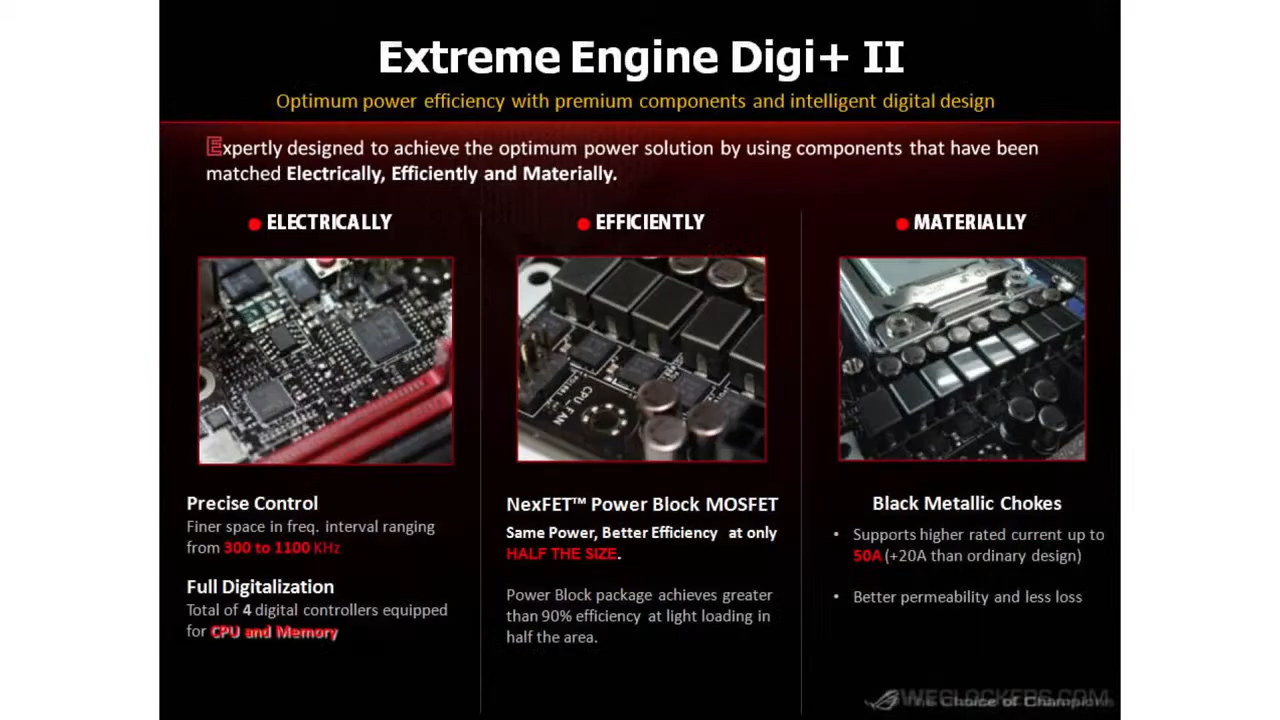 Extreme Engine Digi+ II
Optimum power efficiency with premium components and intelligent digital design
Expertly designed to achieve the optimum power solution by using components that have been
matched Electrically, Efficiently and Materially.
ELECTRICALLY
Precise Control
Finer space in freq. interval ranging
from 300 to 1100 KHz
Full Digitalization
Total of 4 digital controllers equipped
for CPU and Memory
EFFICIENTLY
CPU_FAN
NexFET™ Power Block MOSFET
Same Power, Better Efficiency at only
HALF THE SIZE.
Power Block package achieves greater
than 90% efficiency at light loading in
half the area.
MATERIALLY
Black Metallic Chokes
• Supports higher rated current up to
50A (+20A than ordinary design)
• Better permeability and less loss
The Choice of Champions